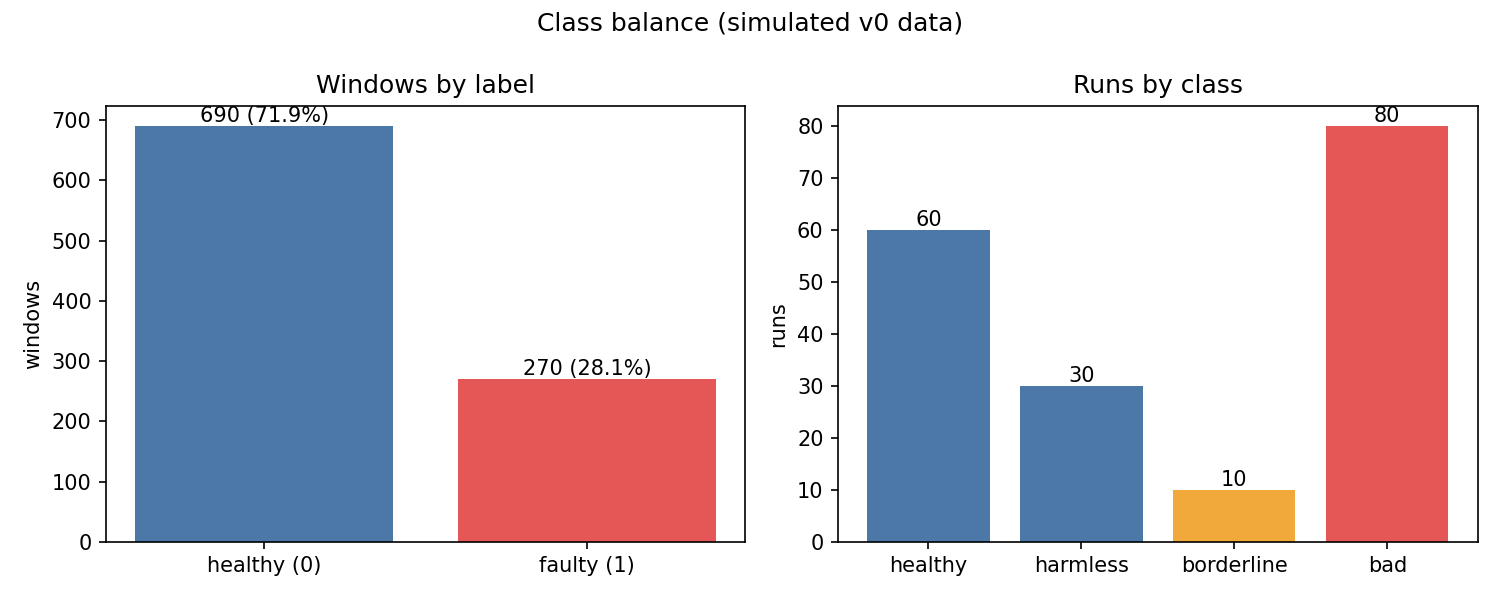 Class balance (simulated v0 data)
Windows by label
700
600
500
400
300
200
100
0
windows
690 (71.9%)
270 (28.1%)
healthy (0)
faulty (1)
Runs by class
80
70
60
50
40
30
20
10
0
runs
60
30
10
80
healthy
harmless
borderline
bad